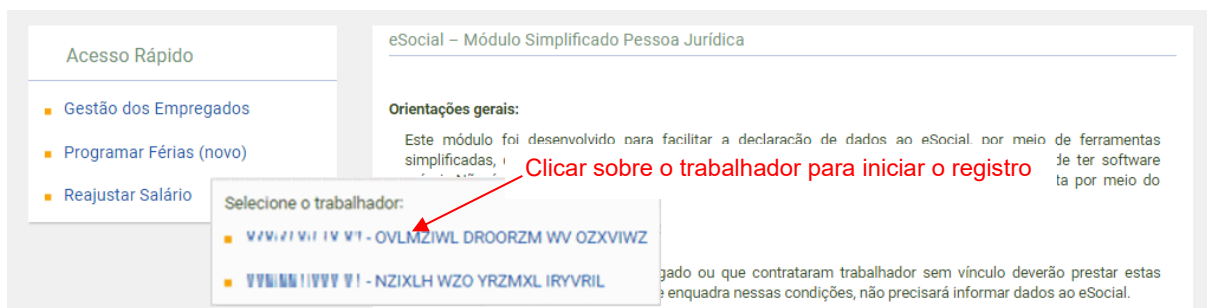 Acesso Rápido
Gestão dos Empregados
Programar Férias (novo)
Reajustar Salário
eSocial – Módulo Simplificado Pessoa Jurídica
Orientações gerais:
Este módulo foi desenvolvido para facilitar a declaração de dados ao eSocial, por meio de ferramentas
simplificadas, de ter software
ta por meio do
Clicar sobre o trabalhador para iniciar o registro
Selecione o trabalhador:
- OVLMZIWL DROORZM WV OZXVIWZ
- NZIXLH WZO YRZMXL IRYVRIL
gado ou que contrataram trabalhador sem vínculo deverão prestar estas
e enquadra nessas condições, não precisará informar dados ao eSocial.